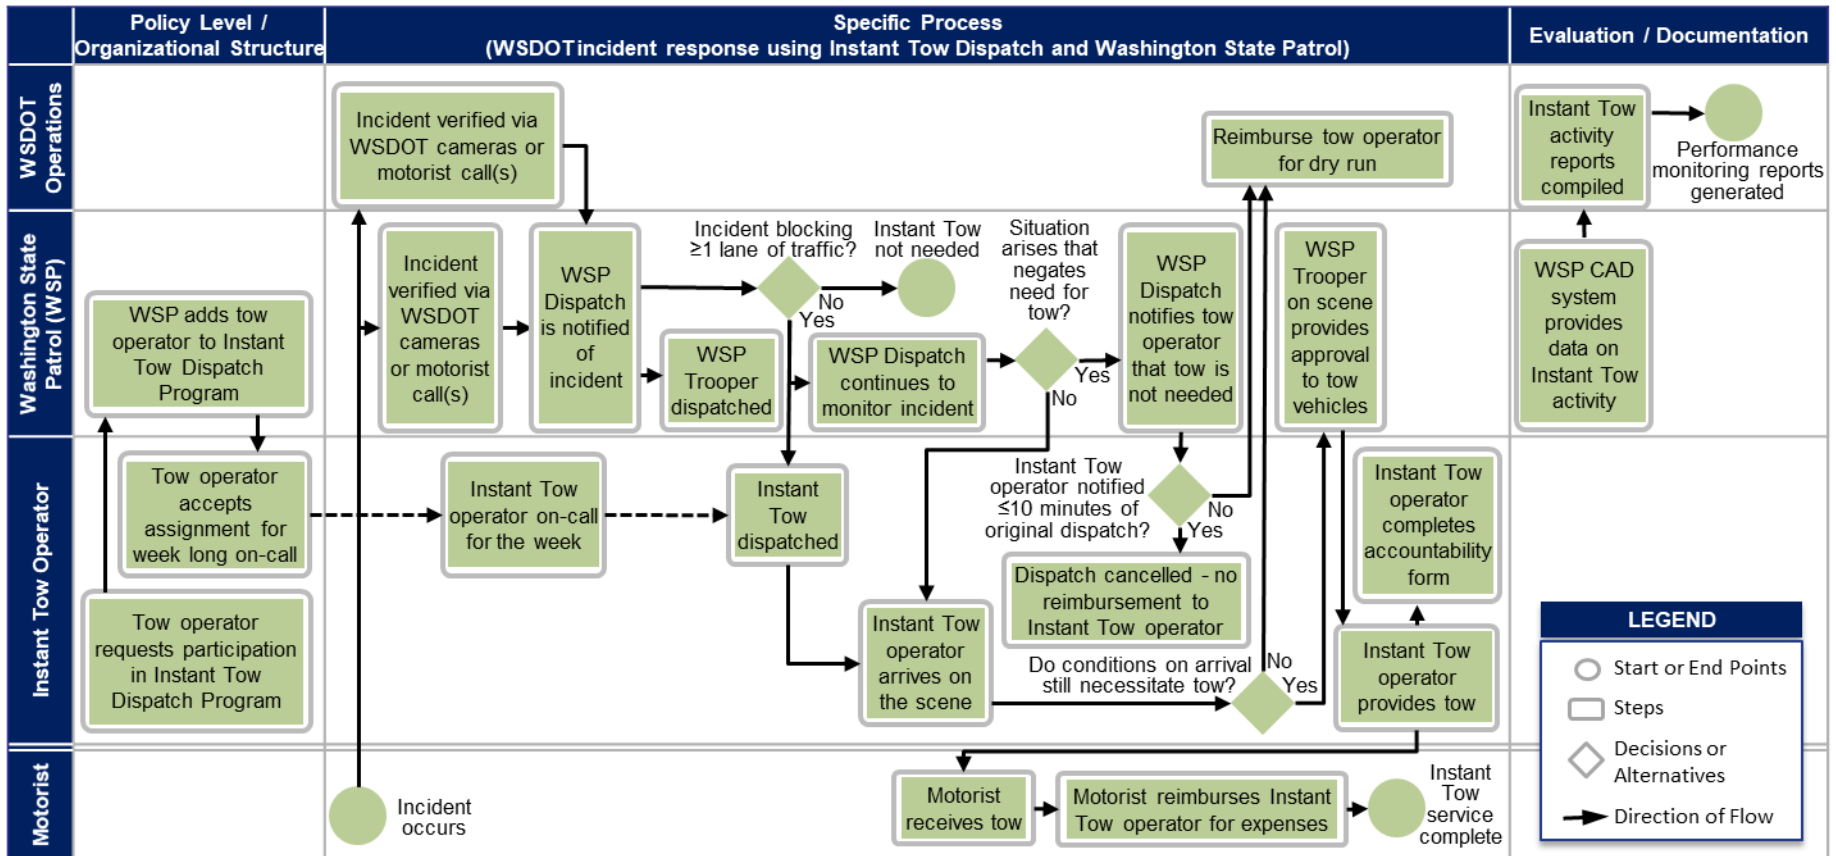 Policy Level /
Organizational Structure
Specific Process
(WSDOT incident response using Instant Tow Dispatch and Washington State Patrol)
Evaluation / Documentation
WSDOT
Operations
Incident verified via
WSDOT cameras or
motorist call(s)
Reimburse tow operator
for dry run
Instant Tow
activity
reports
compiled
Performance
monitoring reports
generated
Washington State
Patrol (WSP)
WSP adds tow
operator to Instant
Tow Dispatch
Program
Incident
verified via
WSDOT
cameras
or motorist
call(s)
WSP
Dispatch
is notified
of
incident
Incident blocking
≥1 lane of traffic?
No
Yes
Instant Tow
not needed
WSP
Trooper
dispatched
WSP Dispatch
continues to
monitor incident
Situation
arises that
negates
need for
tow?
Yes
No
WSP
Dispatch
notifies tow
operator
that tow is
not needed
WSP
Trooper
on scene
provides
approval
to tow
vehicles
WSP CAD
system
provides
data on
Instant Tow
activity
Instant Tow Operator
Tow operator
accepts
assignment for
week long on-call
Tow operator
requests participation
in Instant Tow
Dispatch Program
Instant Tow
operator on-call
for the week
Instant
Tow
dispatched
Instant Tow
operator
arrives on
the scene
Instant Tow
operator notified
≤10 minutes of
original dispatch?
No
Yes
Dispatch cancelled - no
reimbursement to
Instant Tow operator
Do conditions on arrival
still necessitate tow?
No
Yes
Instant Tow
operator
completes
accountability
form
Instant Tow
operator
provides tow
Motorist
Incident
occurs
Motorist
receives tow
Motorist reimburses Instant
Tow operator for expenses
Instant
Tow
service
complete
LEGEND
Start or End Points
Steps
Decisions or
Alternatives
Direction of Flow